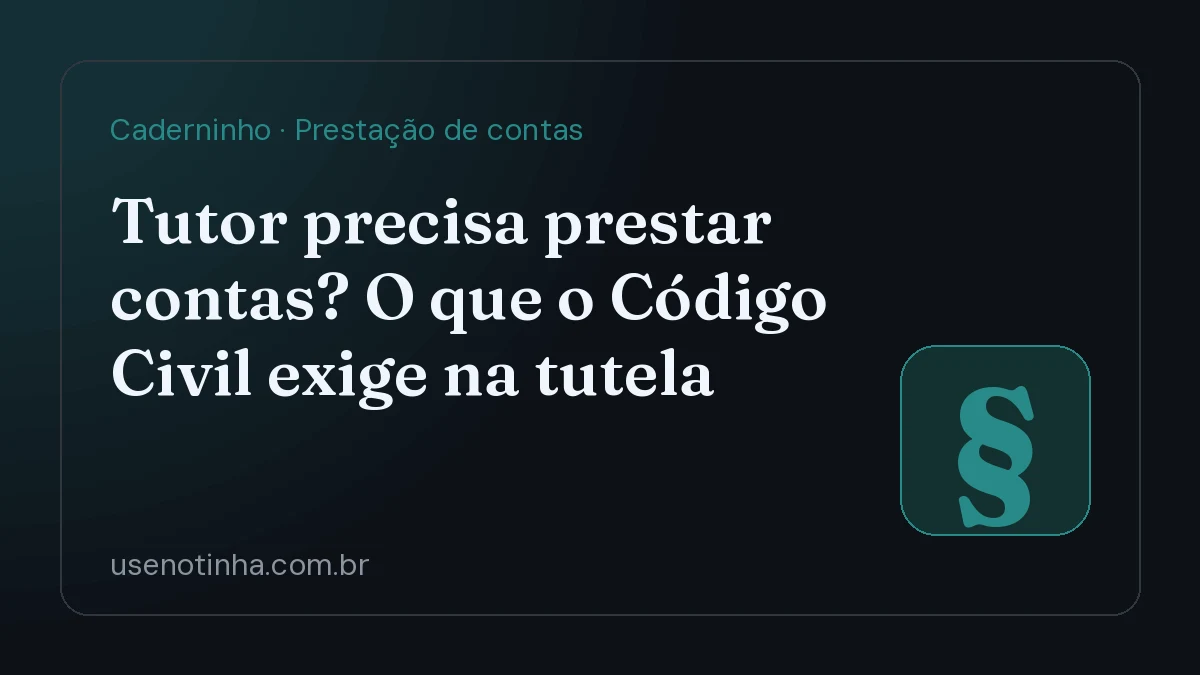 Caderninho · Prestação de contas
Tutor precisa prestar
contas? O que o Código
Civil exige na tutela
§
usenotinha.com.br